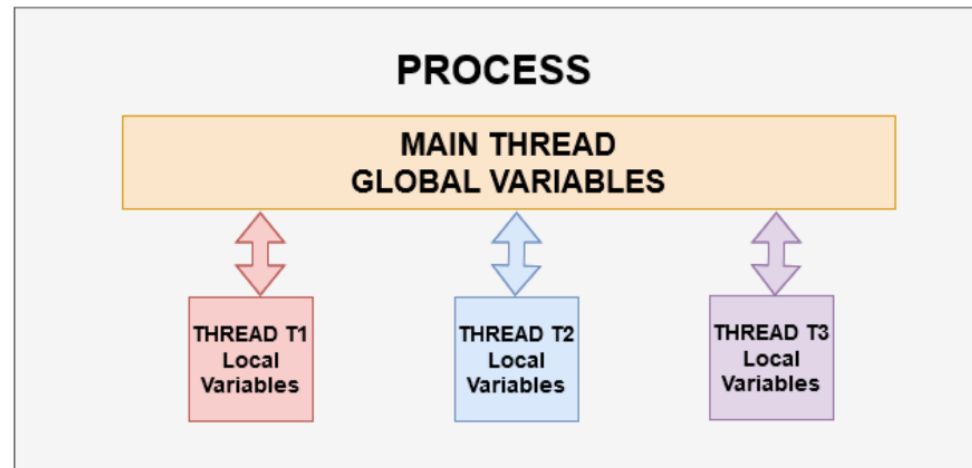 PROCESS
MAIN THREAD
GLOBAL VARIABLES
THREAD T1
Local
Variables
THREAD T2
Local
Variables
THREAD T3
Local
Variables